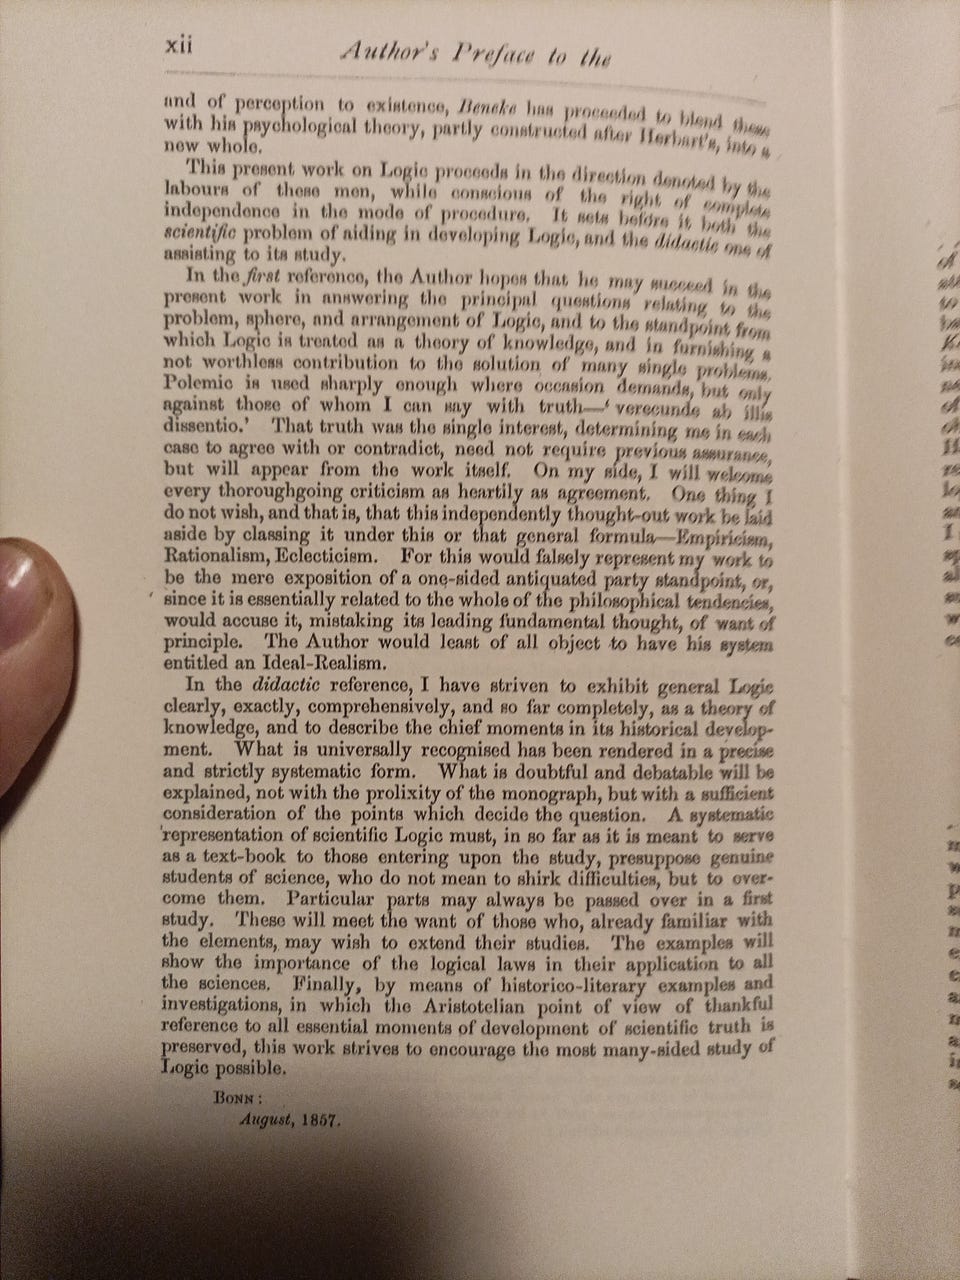 xii
Author's Preface to the
and of perception to existence, Beneke has proceeded to blend these
with his psychological theory, partly constructed after Herbart's, into a
new whole.
This present work on Logic proceeds in the direction denoted by the
labours of these men, while conscious of the right of complete
independence in the mode of procedure. It sets before it both the
scientific problem of aiding in developing Logic, and the didactic one of
assisting to its study.
In the first reference, the Author hopes that he may succeed in the
present work in answering the principal questions relating to the
problem, sphere, and arrangement of Logic, and to the standpoint from
which Logic is treated as a theory of knowledge, and in furnishing a
not worthless contribution to the solution of many single problems.
Polemic is used sharply enough where occasion demands, but only
against those of whom I can say with truth—‘verecunde ab illis
dissentio.’ That truth was the single interest, determining me in each
case to agree with or contradict, need not require previous assurance,
but will appear from the work itself. On my side, I will welcome
every thoroughgoing criticism as heartily as agreement. One thing I
do not wish, and that is, that this independently thought-out work be laid
aside by classing it under this or that general formula—Empiricism,
Rationalism, Eclecticism. For this would falsely represent my work to
be the mere exposition of a one-sided antiquated party standpoint, or,
since it is essentially related to the whole of the philosophical tendencies,
would accuse it, mistaking its leading fundamental thought, of want of
principle. The Author would least of all object to have his system
entitled an Ideal-Realism.
In the didactic reference, I have striven to exhibit general Logic
clearly, exactly, comprehensively, and so far completely, as a theory of
knowledge, and to describe the chief moments in its historical develop-
ment. What is universally recognised has been rendered in a precise
and strictly systematic form. What is doubtful and debatable will be
explained, not with the prolixity of the monograph, but with a sufficient
consideration of the points which decide the question. A systematic
representation of scientific Logic must, in so far as it is meant to serve
as a text-book to those entering upon the study, presuppose genuine
students of science, who do not mean to shirk difficulties, but to over-
come them. Particular parts may always be passed over in a first
study. These will meet the want of those who, already familiar with
the elements, may wish to extend their studies. The examples will
show the importance of the logical laws in their application to all
the sciences. Finally, by means of historico-literary examples and
investigations, in which the Aristotelian point of view of thankful
reference to all essential moments of development of scientific truth is
preserved, this work strives to encourage the most many-sided study of
Logic possible.
BONN:
August, 1857.